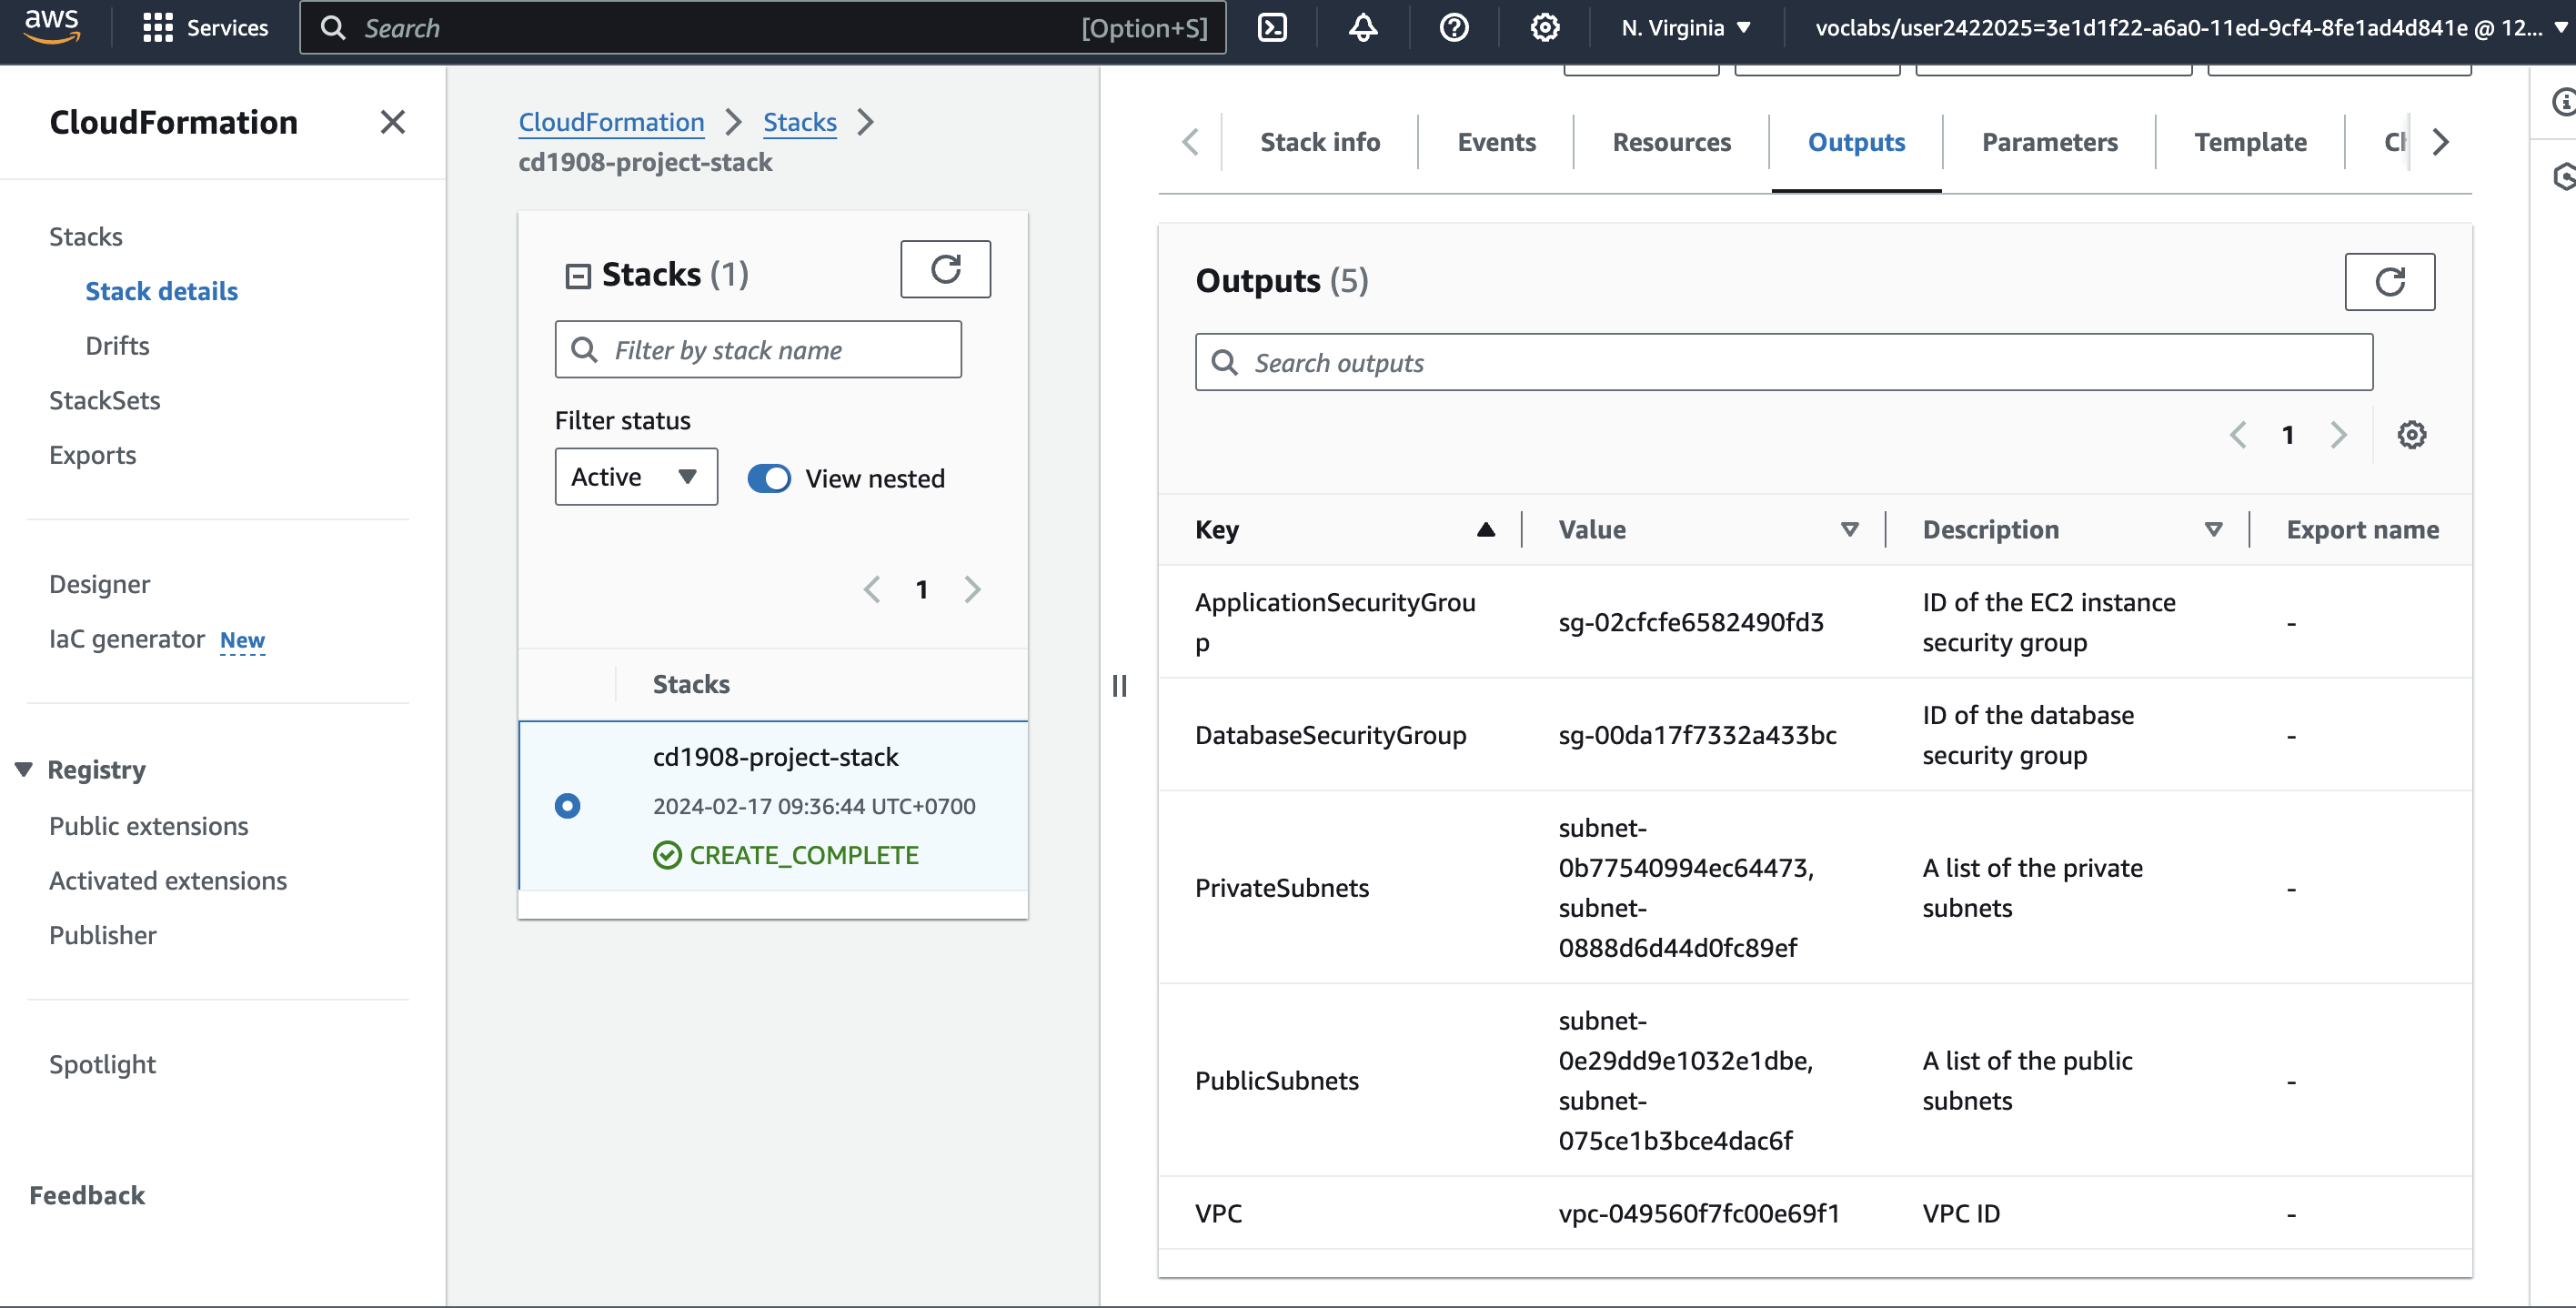 aws
Services
Search
[Option+S]
N. Virginia
voclabs/user2422025=3e1d1f22-a6a0-11ed-9cf4-8fe1ad4d841e @ 12...
CloudFormation
Stacks
Stack details
Drifts
StackSets
Exports
Designer
IaC generator New
Registry
Public extensions
Activated extensions
Publisher
Spotlight
Feedback
CloudFormation
Stacks
cd1908-project-stack
Stacks (1)
Filter by stack name
Filter status
Active
View nested
1
Stacks
cd1908-project-stack
2024-02-17 09:36:44 UTC+0700
CREATE_COMPLETE
Stack info
Events
Resources
Outputs
Parameters
Template
Outputs (5)
Search outputs
1
Key
Value
Description
Export name
ApplicationSecurityGrou
p
sg-02cfcfe6582490fd3
ID of the EC2 instance
security group
-
DatabaseSecurityGroup
sg-00da17f7332a433bc
ID of the database
security group
-
PrivateSubnets
subnet-
0b77540994ec64473,
subnet-
0888d6d44d0fc89ef
A list of the private
subnets
-
PublicSubnets
subnet-
0e29dd9e1032e1dbe,
subnet-
075ce1b3bce4dac6f
A list of the public
subnets
-
VPC
vpc-049560f7fc00e69f1
VPC ID
-